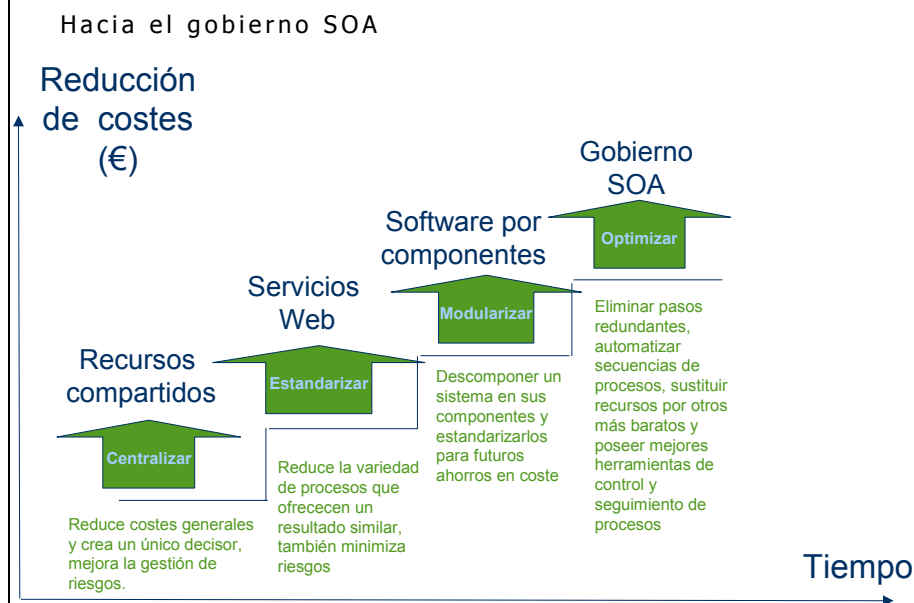 Hacia el gobierno SOA
Reducción
de costes
(€)
Gobierno
SOA
Optimizar
Software por
componentes
Modularizar
Servicios
Web
Estandarizar
Recursos
compartidos
Centralizar
Reduce costes generales
y crea un único decisor,
mejora la gestión de
riesgos.
Reduce la variedad
de procesos que
ofrececen un
resultado similar,
también minimiza
riesgos
Descomponer un
sistema en sus
componentes y
estandarizarlos
para futuros
ahorros en coste
Eliminar pasos
redundantes,
automatizar
secuencias de
procesos, sustituir
recursos por otros
más baratos y
poseer mejores
herramientas de
control y
seguimiento de
procesos
Tiempo